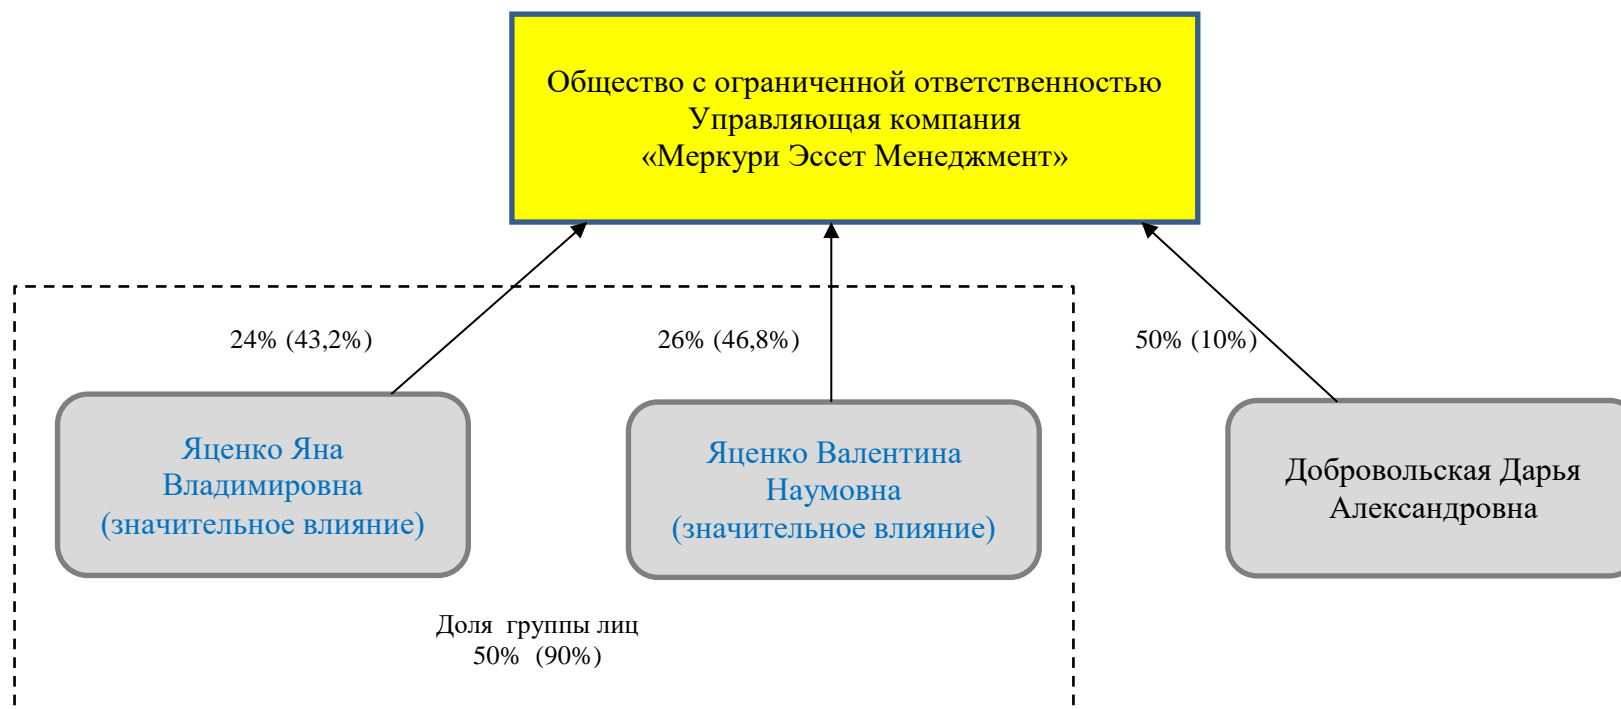 Общество с ограниченной ответственностью
Управляющая компания
«Меркури Эссет Менеджмент»
24% (43,2%)
26% (46,8%)
50% (10%)
Яценко Яна
Владимировна
(значительное влияние)
Яценко Валентина
Наумовна
(значительное влияние)
Добровольская Дарья
Александровна
Доля группы лиц
50% (90%)